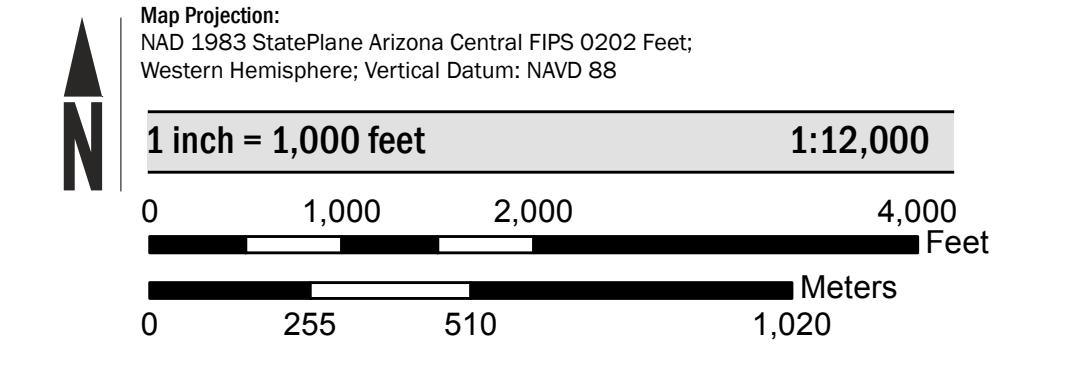 Map Projection:
NAD 1983 StatePlane Arizona Central FIPS 0202 Feet;
Western Hemisphere; Vertical Datum: NAVD 88
N
1 inch = 1,000 feet 1:12,000
0 1,000 2,000 4,000
Feet
Meters
0 255 510 1,020